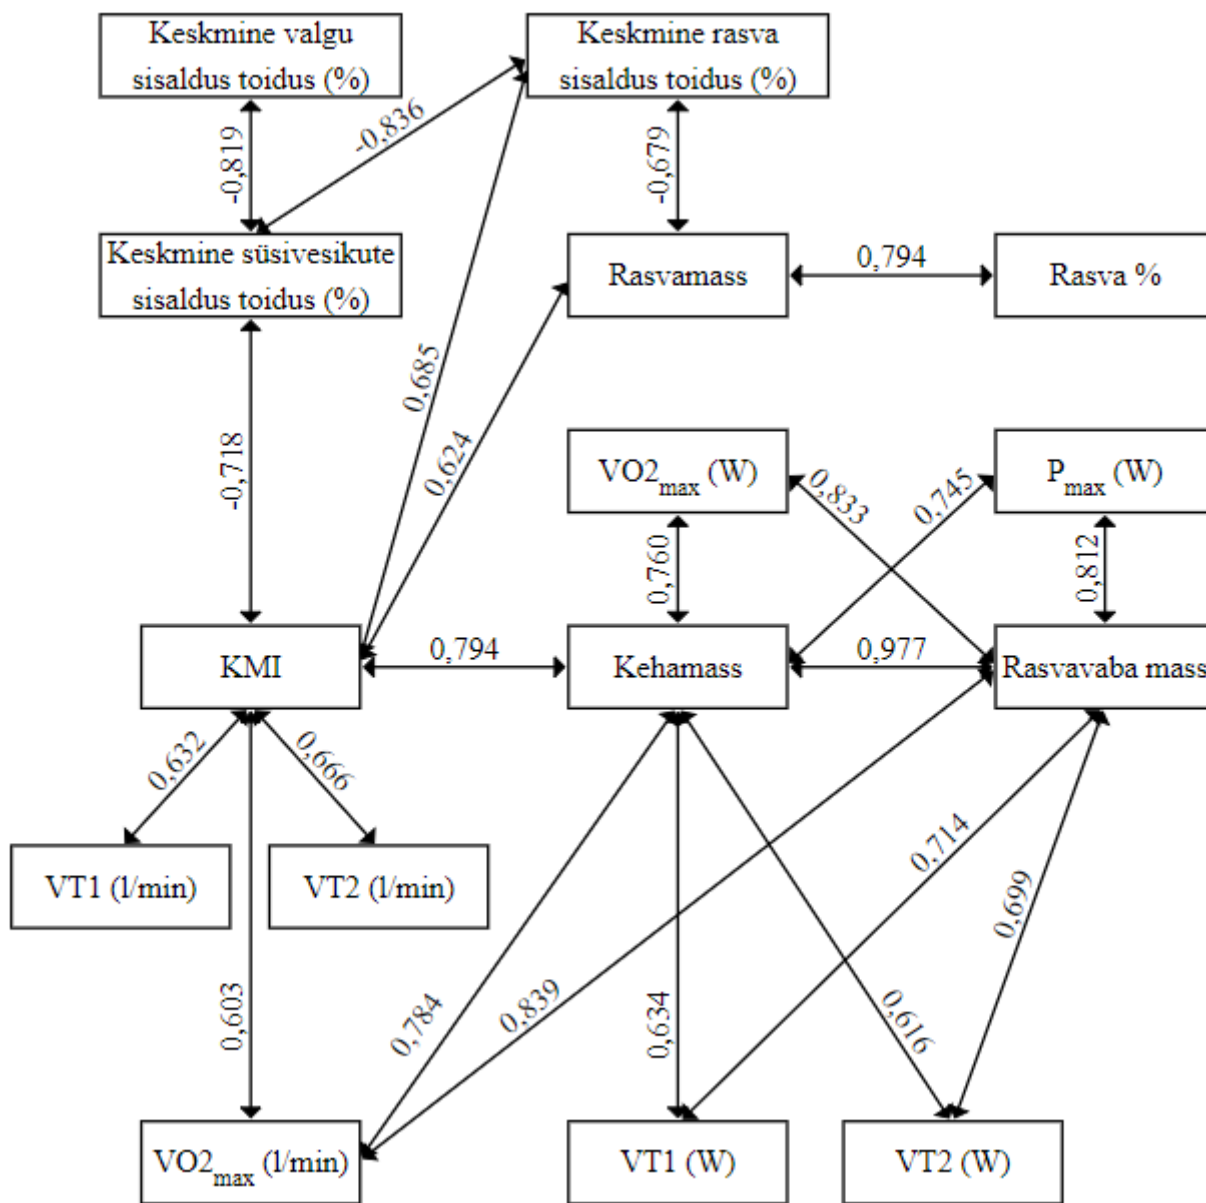 Keskmine valgu
sisaldus toidus (%)
Keskmine rasva
sisaldus toidus (%)
-0,819
-0,836
-0,679
Keskmine süsivesikute
sisaldus toidus (%)
Rasvamass
0,794
Rasva %
-0,718
0,685
0,624
VO2max (W)
0,833
0,745
Pmax (W)
0,760
0,812
KMI
0,794
Kehamass
0,977
Rasvavaba mass
0,632
0,666
VT1 (l/min)
VT2 (l/min)
0,603
0,784
0,839
0,634
0,616
0,714
0,699
VO2max (l/min)
VT1 (W)
VT2 (W)